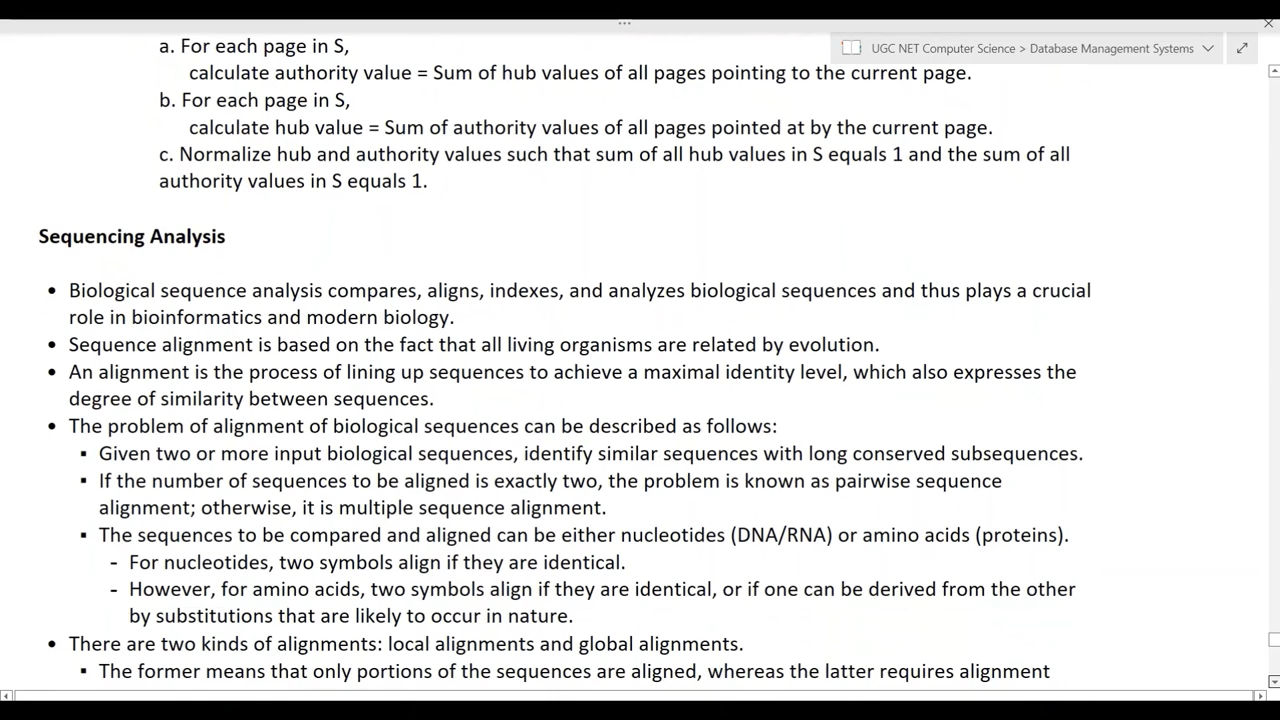 a. For each page in S,
UGC NET Computer Science > Database Management Systems
calculate authority value = Sum of hub values of all pages pointing to the current page.
b. For each page in S,
calculate hub value = Sum of authority values of all pages pointed at by the current page.
c. Normalize hub and authority values such that sum of all hub values in S equals 1 and the sum of all
authority values in S equals 1.
Sequencing Analysis
• Biological sequence analysis compares, aligns, indexes, and analyzes biological sequences and thus plays a crucial
role in bioinformatics and modern biology.
• Sequence alignment is based on the fact that all living organisms are related by evolution.
• An alignment is the process of lining up sequences to achieve a maximal identity level, which also expresses the
degree of similarity between sequences.
• The problem of alignment of biological sequences can be described as follows:
▪ Given two or more input biological sequences, identify similar sequences with long conserved subsequences.
▪ If the number of sequences to be aligned is exactly two, the problem is known as pairwise sequence
alignment; otherwise, it is multiple sequence alignment.
▪ The sequences to be compared and aligned can be either nucleotides (DNA/RNA) or amino acids (proteins).
- For nucleotides, two symbols align if they are identical.
- However, for amino acids, two symbols align if they are identical, or if one can be derived from the other
by substitutions that are likely to occur in nature.
• There are two kinds of alignments: local alignments and global alignments.
▪ The former means that only portions of the sequences are aligned, whereas the latter requires alignment